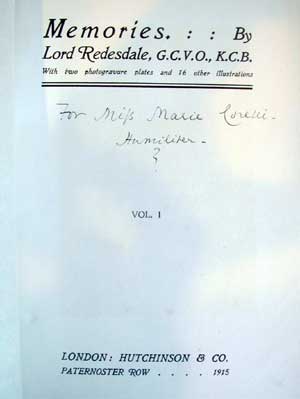 Memories. : : By
Lord Redesdale, G.C.V.O., K.C.B.
With two photogravure plates and 16 other illustrations
For Miss Marie Corelli -
Humiliter -
?
VOL. I
LONDON: HUTCHINSON & CO.
PATERNOSTER ROW . . . . 1915